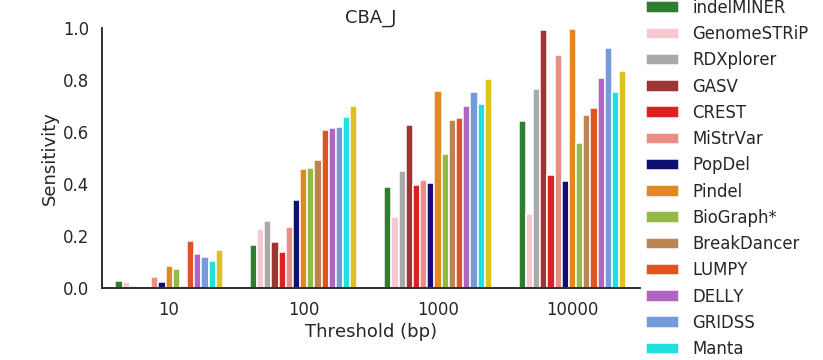 CBA_J
Sensitivity
1.0
0.8
0.6
0.4
0.2
0.0
10
100
1000
10000
Threshold (bp)
indelMINER
GenomeSTRiP
RDXplorer
GASV
CREST
MiStrVar
PopDel
Pindel
BioGraph*
BreakDancer
LUMPY
DELLY
GRIDSS
Manta